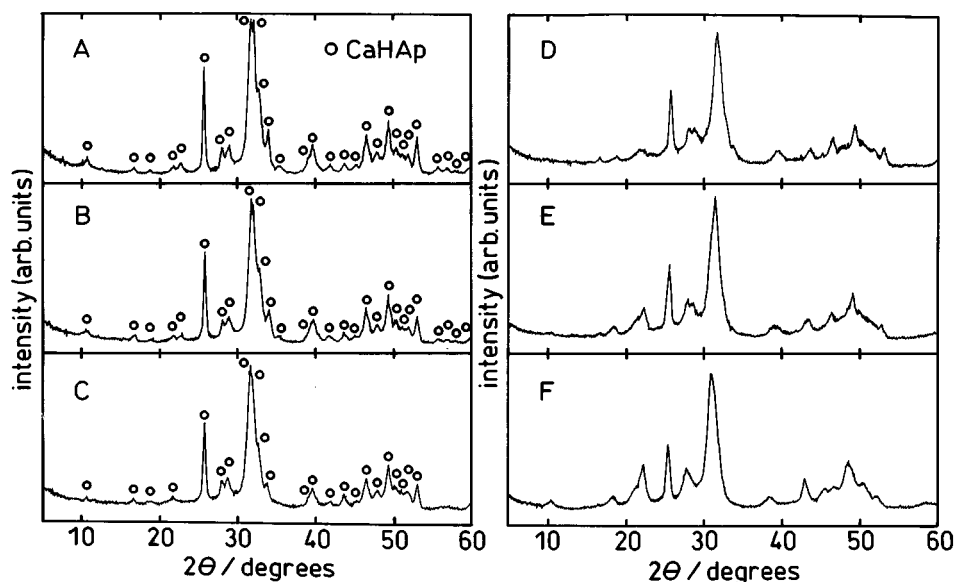 A
○ CaHAp
B
C
intensity (arb. units)
10 20 30 40 50 60
2θ / degrees
D
E
F
intensity (arb. units)
10 20 30 40 50 60
2θ / degrees